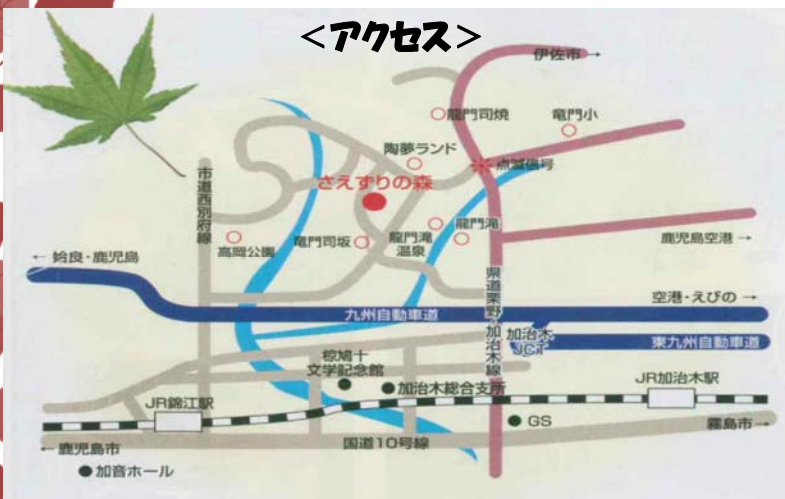 ＜アクセス＞
伊佐市→
龍門司焼
竜門小
陶夢ランド
点滅信号
さえずりの森
市道西別府線
高岡公園
竜門司坂
龍門滝
温泉
龍門滝
鹿児島空港→
←姶良・鹿児島
県道栗野・加治木線
空港・えびの→
九州自動車道
加治木
JCT
東九州自動車道
椋鳩十
文学記念館
加治木総合支所
JR加治木駅
JR錦江駅
GS
霧島市→
←鹿児島市
国道10号線
加音ホール